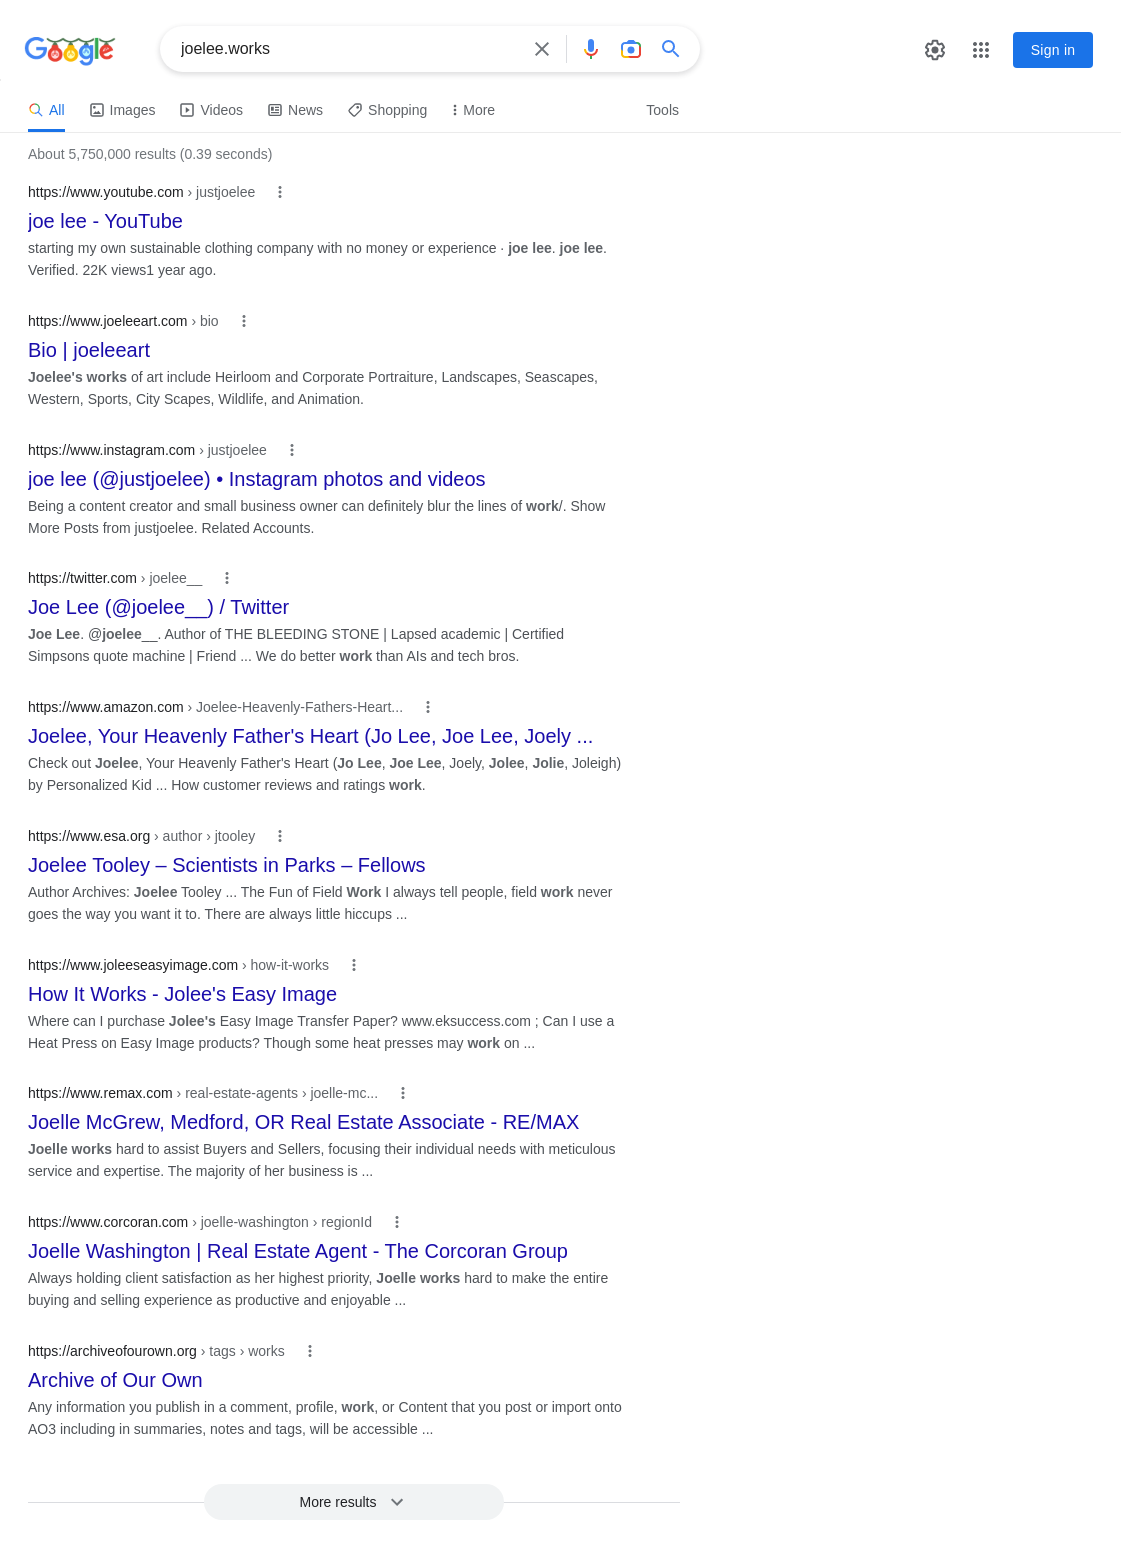 Google
joelee.works
Sign in
All
Images
Videos
News
Shopping
More
Tools
About 5,750,000 results (0.39 seconds)
https://www.youtube.com › justjoelee
joe lee - YouTube
starting my own sustainable clothing company with no money or experience · joe lee. joe lee.
Verified. 22K views1 year ago.
https://www.joeleeart.com › bio
Bio | joeleeart
Joelee's works of art include Heirloom and Corporate Portraiture, Landscapes, Seascapes,
Western, Sports, City Scapes, Wildlife, and Animation.
https://www.instagram.com › justjoelee
joe lee (@justjoelee) • Instagram photos and videos
Being a content creator and small business owner can definitely blur the lines of work/. Show
More Posts from justjoelee. Related Accounts.
https://twitter.com › joelee__
Joe Lee (@joelee__) / Twitter
Joe Lee. @joelee__. Author of THE BLEEDING STONE | Lapsed academic | Certified
Simpsons quote machine | Friend ... We do better work than AIs and tech bros.
https://www.amazon.com › Joelee-Heavenly-Fathers-Heart...
Joelee, Your Heavenly Father's Heart (Jo Lee, Joe Lee, Joely ...
Check out Joelee, Your Heavenly Father's Heart (Jo Lee, Joe Lee, Joely, Jolee, Jolie, Joleigh)
by Personalized Kid ... How customer reviews and ratings work.
https://www.esa.org › author › jtooley
Joelee Tooley – Scientists in Parks – Fellows
Author Archives: Joelee Tooley ... The Fun of Field Work I always tell people, field work never
goes the way you want it to. There are always little hiccups ...
https://www.joleeseasyimage.com › how-it-works
How It Works - Jolee's Easy Image
Where can I purchase Jolee's Easy Image Transfer Paper? www.eksuccess.com ; Can I use a
Heat Press on Easy Image products? Though some heat presses may work on ...
https://www.remax.com › real-estate-agents › joelle-mc...
Joelle McGrew, Medford, OR Real Estate Associate - RE/MAX
Joelle works hard to assist Buyers and Sellers, focusing their individual needs with meticulous
service and expertise. The majority of her business is ...
https://www.corcoran.com › joelle-washington › regionId
Joelle Washington | Real Estate Agent - The Corcoran Group
Always holding client satisfaction as her highest priority, Joelle works hard to make the entire
buying and selling experience as productive and enjoyable ...
https://archiveofourown.org › tags › works
Archive of Our Own
Any information you publish in a comment, profile, work, or Content that you post or import onto
AO3 including in summaries, notes and tags, will be accessible ...
More results